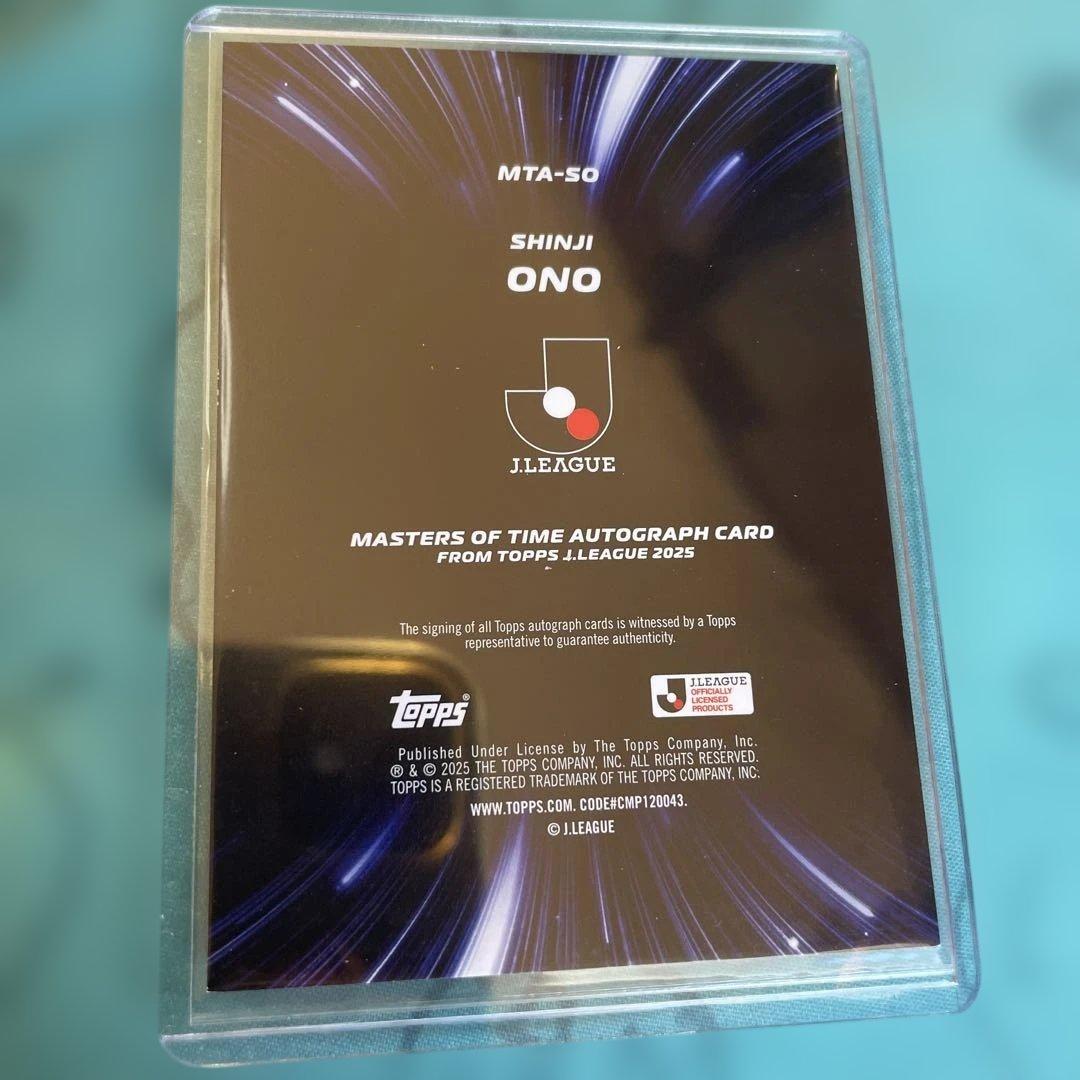 MTA-SO
SHINJI
ONO
J.LEAGUE
MASTERS OF TIME AUTOGRAPH CARD
FROM TOPPS J.LEAGUE 2025
The signing of all Topps autograph cards is witnessed by a Topps
representative to guarantee authenticity.
topps®
J.LEAGUE
OFFICIALLY
LICENSED
PRODUCTS
Published Under License by The Topps Company, Inc.
® & © 2025 THE TOPPS COMPANY, INC. ALL RIGHTS RESERVED.
TOPPS IS A REGISTERED TRADEMARK OF THE TOPPS COMPANY, INC.
WWW.TOPPS.COM. CODE#CMP120043.
© J.LEAGUE